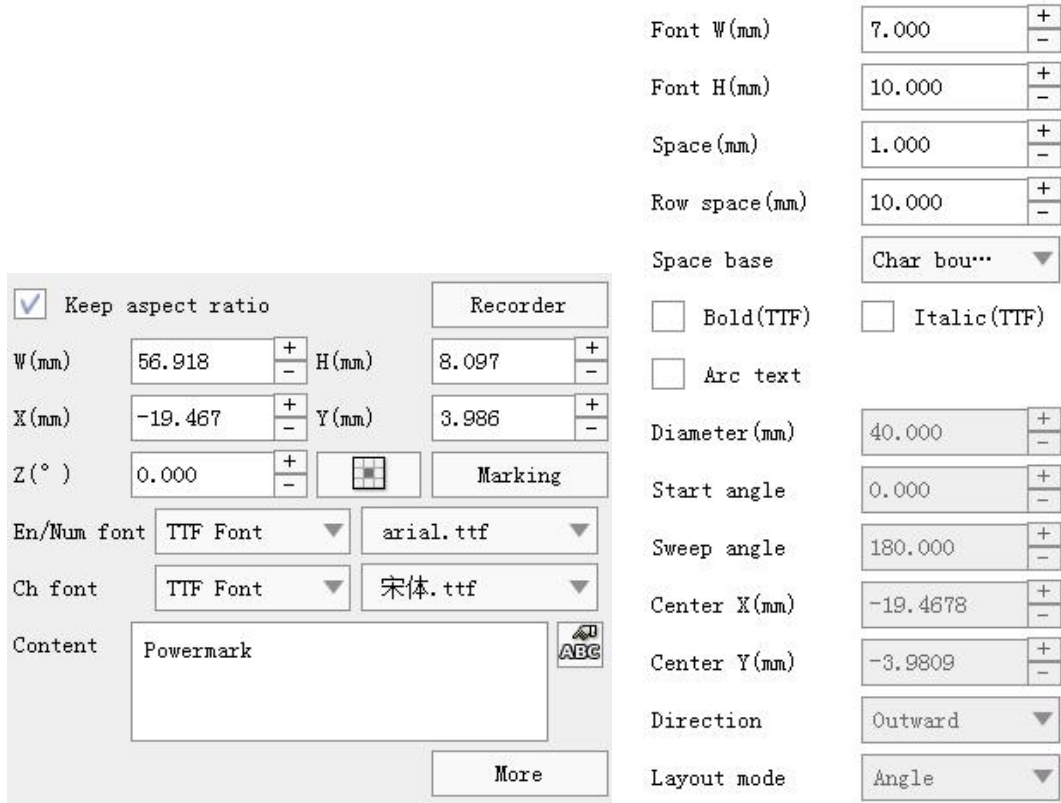 Keep aspect ratio Recorder
W(mm) 56.918 + - H(mm) 8.097 + -
X(mm) -19.467 + - Y(mm) 3.986 + -
Z(° ) 0.000 + - Marking
En/Num font TTF Font arial.ttf
Ch font TTF Font 宋体.ttf
Content Powermark ABC
More
Font W(mm) 7.000 + -
Font H(mm) 10.000 + -
Space(mm) 1.000 + -
Row space(mm) 10.000 + -
Space base Char bou…
Bold(TTF) Italic(TTF)
Arc text
Diameter(mm) 40.000 + -
Start angle 0.000 + -
Sweep angle 180.000 + -
Center X(mm) -19.4678 + -
Center Y(mm) -3.9809 + -
Direction Outward
Layout mode Angle